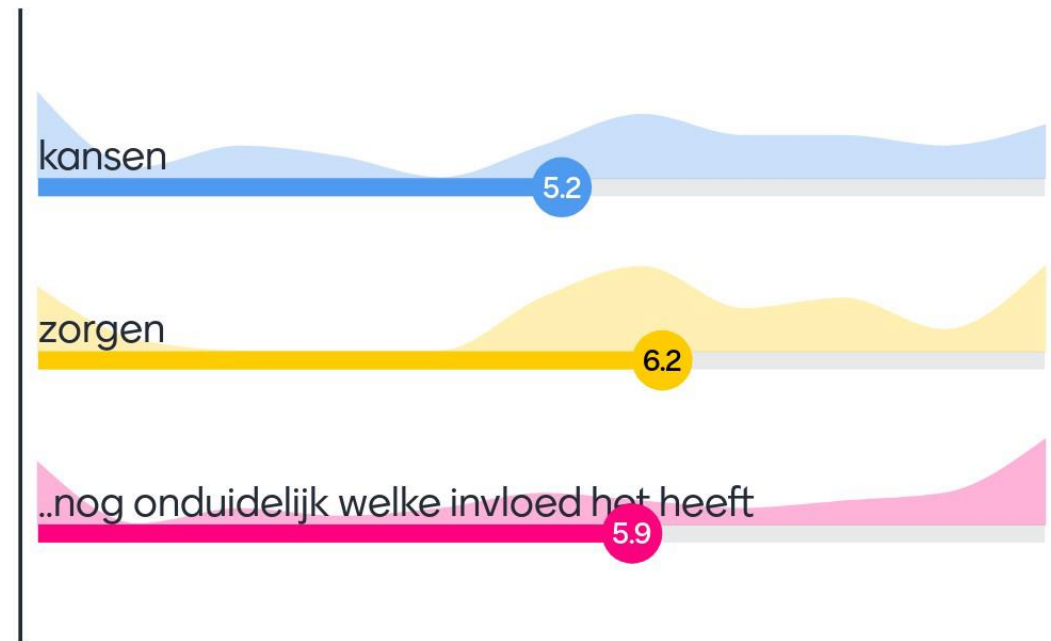 kansen
5.2
zorgen
6.2
..nog onduidelijk welke invloed het heeft
5.9